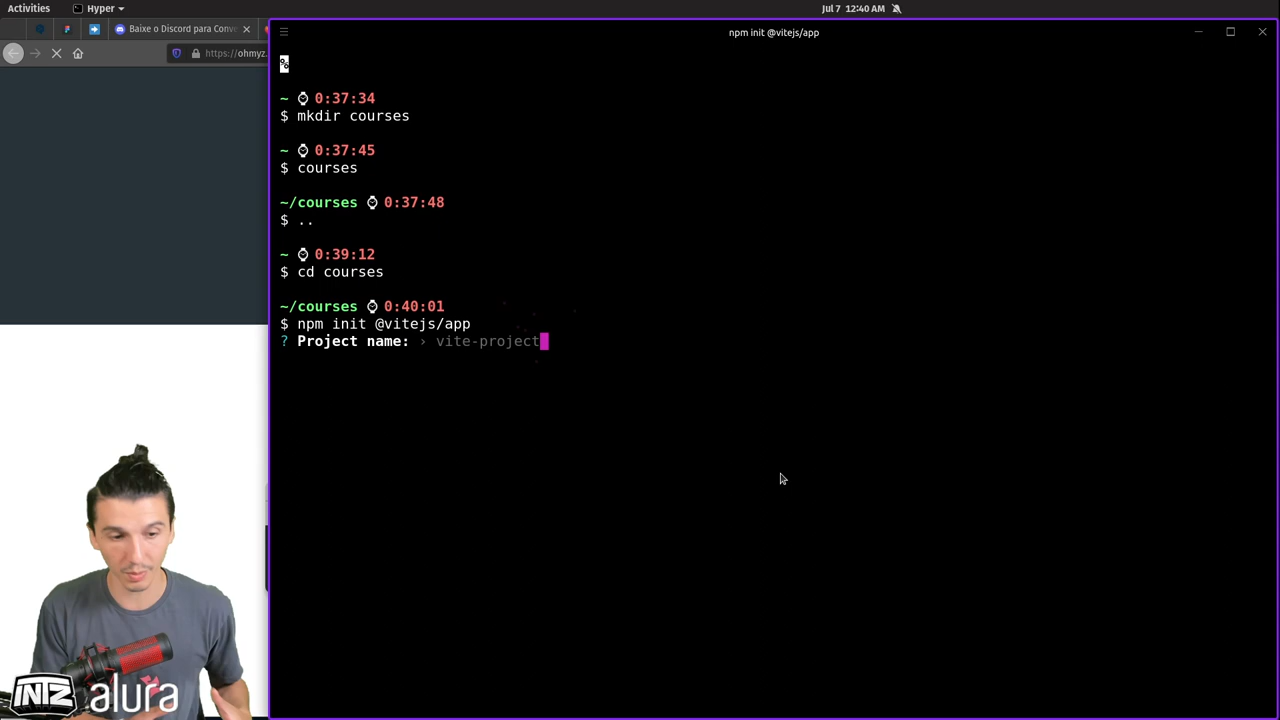 Activities
Hyper
Jul 7 12:40 AM
Baixe o Discord para Conv
https://ohmyz.
npm init @vitejs/app
%
~ 0:37:34
$ mkdir courses
~ 0:37:45
$ courses
~/courses 0:37:48
$ ..
~ 0:39:12
$ cd courses
~/courses 0:40:01
$ npm init @vitejs/app
? Project name: › vite-project
INTZ
alura